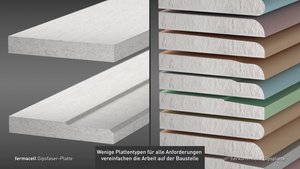 Wenige Plattentypen für alle Anforderungen
vereinfachen die Arbeit auf der Baustelle
fermacell Gipsfaser-Platte